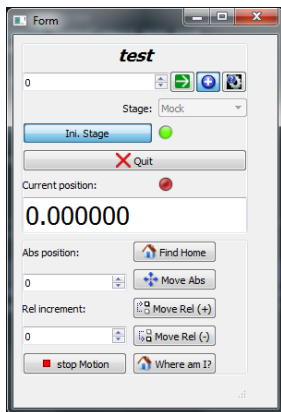 Form
test
0
Stage: Mock
Ini. Stage
Quit
Current position:
0.000000
Abs position: Find Home
0 Move Abs
Rel increment: Move Rel (+)
0 Move Rel (-)
stop Motion Where am I?